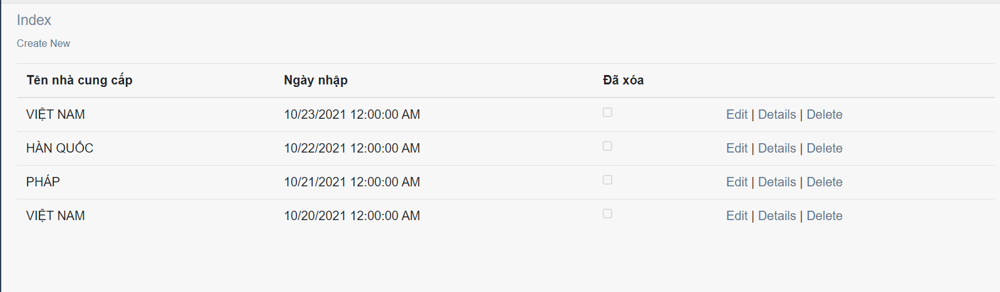 Index
Create New
Tên nhà cung cấp Ngày nhập Đã xóa
VIỆT NAM 10/23/2021 12:00:00 AM Edit | Details | Delete
HÀN QUỐC 10/22/2021 12:00:00 AM Edit | Details | Delete
PHÁP 10/21/2021 12:00:00 AM Edit | Details | Delete
VIỆT NAM 10/20/2021 12:00:00 AM Edit | Details | Delete